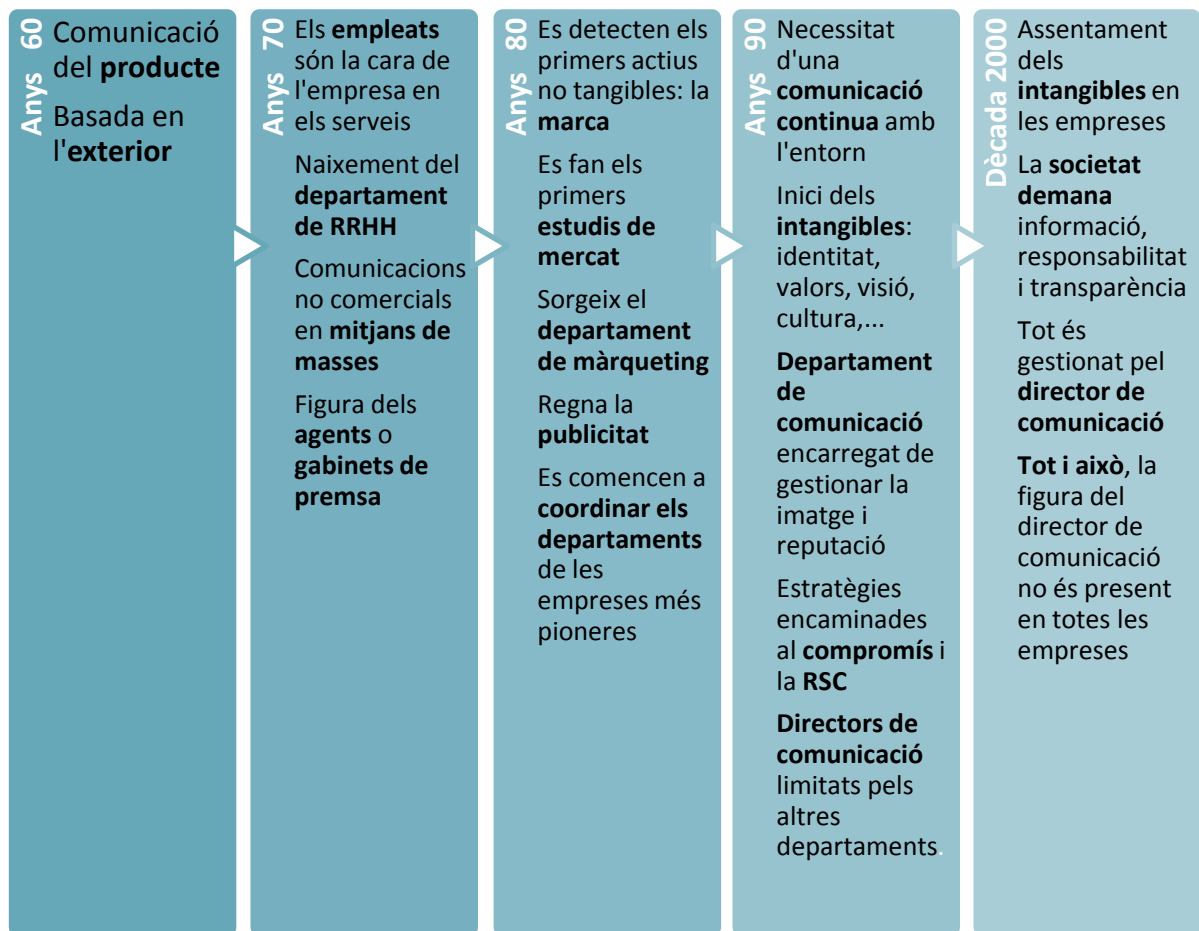 Anys 60
Comunicació
del producte
Basada en
l'exterior
Anys 70
Els empleats
són la cara de
l'empresa en
els serveis
Naixement del
departament
de RRHH
Comunicacions
no comercials
en mitjans de
masses
Figura dels
agents o
gabinets de
premsa
Anys 80
Es detecten els
primers actius
no tangibles: la
marca
Es fan els
primers
estudis de
mercat
Sorgeix el
departament
de màrqueting
Regna la
publicitat
Es comencen a
coordinar els
departaments
de les
empreses més
pioneres
Anys 90
Necessitat
d'una
comunicació
continua amb
l'entorn
Inici dels
intangibles:
identitat,
valors, visió,
cultura,...
Departament
de
comunicació
encarregat de
gestionar la
imatge i
reputació
Estratègies
encaminades
al compromís i
la RSC
Directors de
comunicació
limitats pels
altres
departaments.
Dècada 2000
Assentament
dels
intangibles en
les empreses
La societat
demana
informació,
responsabilitat
i transparència
Tot és
gestionat pel
director de
comunicació
Tot i això, la
figura del
director de
comunicació
no és present
en totes les
empreses